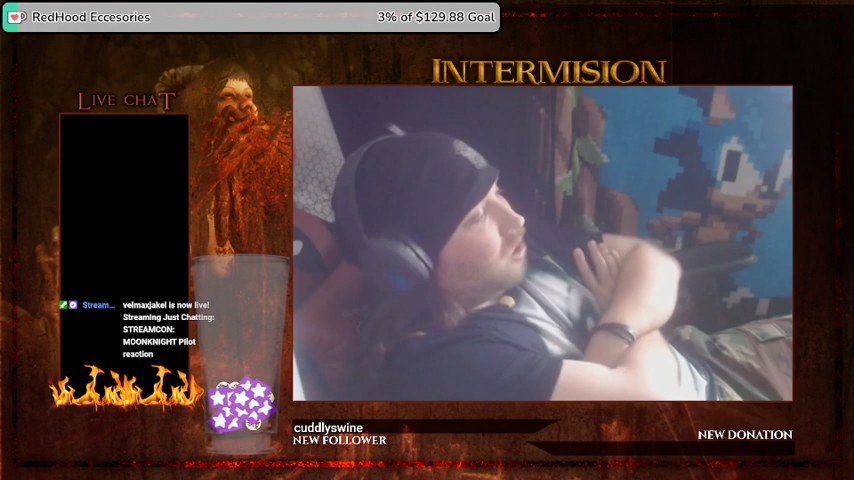 RedHood Eccesories
3% of $129.88 Goal
INTERMISION
LIVE CHAT
Stream... velmaxjakel is now live!
Streaming Just Chatting:
STREAMCON:
MOONKNIGHT Pilot
reaction
cuddlyswine
NEW FOLLOWER
NEW DONATION